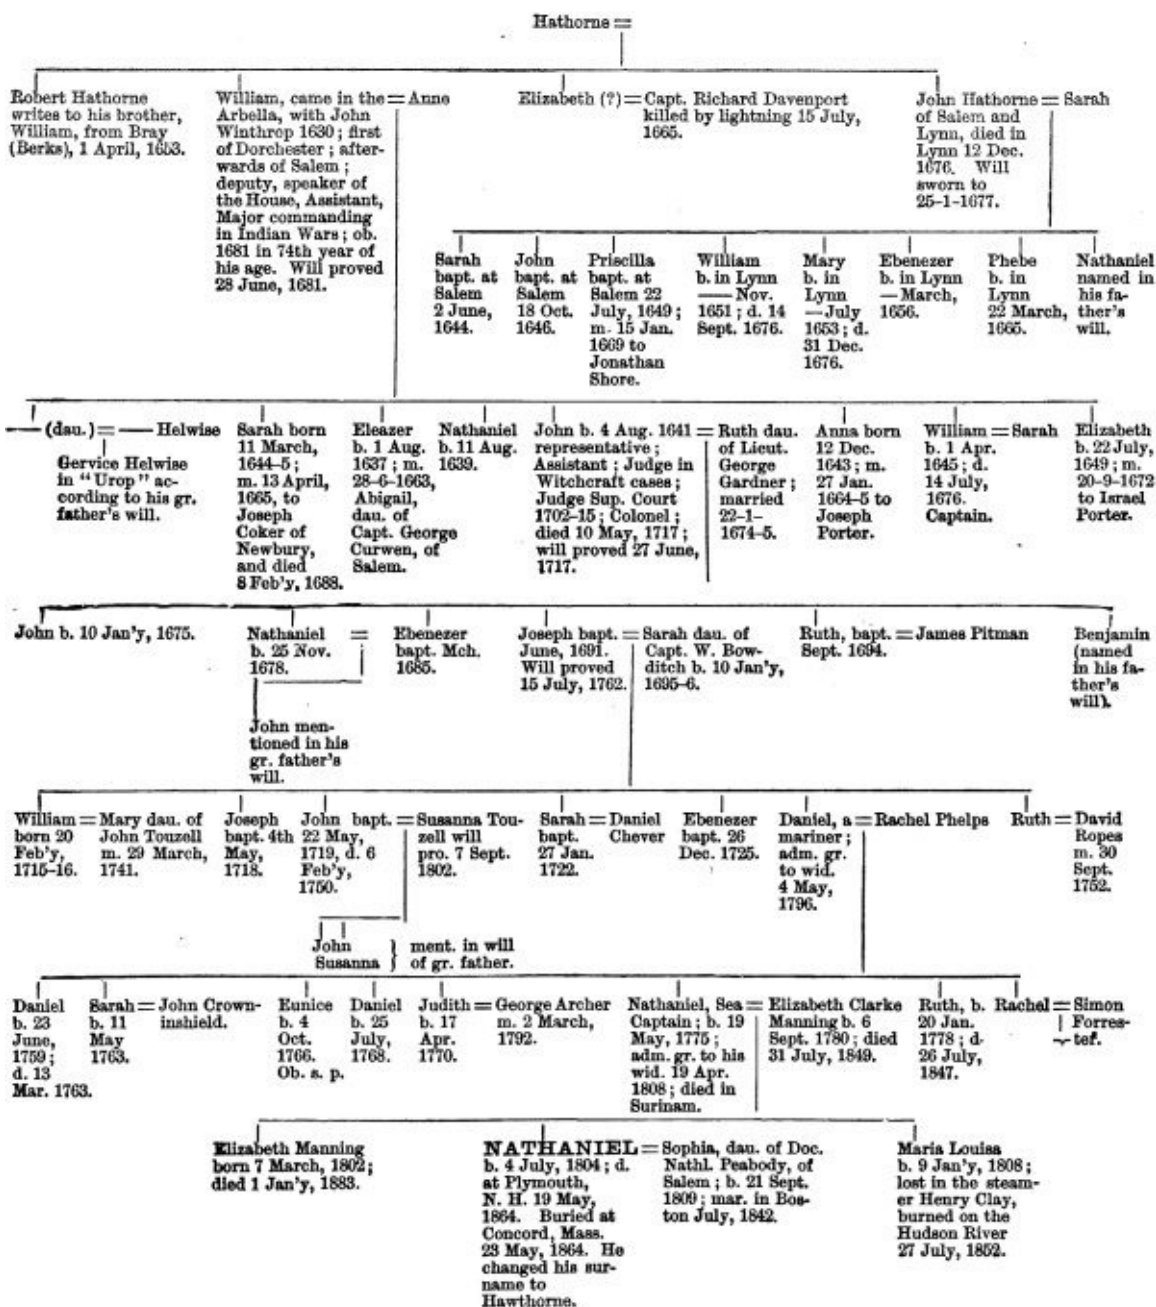 Hathorne =
Robert Hathorne
writes to his brother,
William, from Bray
(Berks), 1 April, 1653.
William, came in the = Anne
Arbella, with John
Winthrop 1630; first
of Dorchester; after-
wards of Salem;
deputy, speaker of
the House, Assistant,
Major commanding
in Indian Wars; ob.
1681 in 74th year of
his age. Will proved
28 June, 1681.
Elizabeth (?) = Capt. Richard Davenport
killed by lightning 15 July,
1665.
John Hathorne = Sarah
of Salem and
Lynn, died in
Lynn 12 Dec.
1676. Will
sworn to
25-1-1677.
Sarah
bapt. at
Salem
2 June,
1644.
John
bapt. at
Salem
18 Oct.
1646.
Priscilla
bapt. at
Salem 22
July, 1649;
m. 15 Jan.
1669 to
Jonathan
Shore.
William
b. in Lynn
— Nov.
1651; d. 14
Sept. 1676.
Mary
b. in
Lynn
—July
1653; d.
31 Dec.
1676.
Ebenezer
b. in Lynn
—March,
1656.
Phebe
b. in
Lynn
22 March,
1665.
Nathaniel
named in
his fa-
ther's
will.
— (dau.) = — Helwise
Gervice Helwise
in "Urop" ac-
cording to his gr.
father's will.
Sarah born
11 March,
1644-5;
m. 13 April,
1665, to
Joseph
Coker of
Newbury,
and died
8 Feb'y, 1688.
Eleazer
b. 1 Aug.
1637; m.
28-6-1663,
Abigail,
dau. of
Capt. George
Curwen, of
Salem.
Nathaniel
b. 11 Aug.
1639.
John b. 4 Aug. 1641 = Ruth dau.
representative;
Assistant; Judge in
Witchcraft cases;
Judge Sup. Court
1702-15; Colonel;
died 10 May, 1717;
will proved 27 June,
1717.
of Lieut.
George
Gardner;
married
22-1-
1674-5.
Anna born
12 Dec.
1643; m.
27 Jan.
1664-5 to
Joseph
Porter.
William = Sarah
b. 1 Apr.
1645; d.
14 July,
1676.
Captain.
Elizabeth
b. 22 July,
1649; m.
20-9-1672
to Israel
Porter.
John b. 10 Jan'y, 1675.
Nathaniel =
b. 25 Nov.
1678.
John men-
tioned in his
gr. father's
will.
Ebenezer
bapt. Mch.
1685.
Joseph bapt. = Sarah dau. of
June, 1691.
Will proved
15 July, 1762.
Capt. W. Bow-
ditch b. 10 Jan'y,
1695-6.
Ruth, bapt. = James Pitman
Sept. 1694.
Benjamin
(named
in his fa-
ther's
will).
William = Mary dau. of
born 20
Feb'y,
1715-16.
John Touzell
m. 29 March,
1741.
Joseph
bapt. 4th
May,
1718.
John bapt. = Susanna Tou-
22 May,
1719, d. 6
Feb'y,
1750.
zell will
pro. 7 Sept.
1802.
John
Susanna } ment. in will
of gr. father.
Sarah = Daniel
bapt.
27 Jan.
1722.
Chever
Ebenezer
bapt. 26
Dec. 1725.
Daniel, a = Rachel Phelps
mariner;
adm. gr.
to wid.
4 May,
1796.
Ruth = David
Ropes
m. 30
Sept.
1752.
Daniel
b. 23
June,
1759;
d. 13
Mar. 1763.
Sarah = John Crown-
b. 11
May
1763.
inshield.
Eunice
b. 4
Oct.
1766.
Ob. s. p.
Daniel
b. 25
July,
1768.
Judith = George Archer
b. 17
Apr.
1770.
m. 2 March,
1792.
Nathaniel, Sea = Elizabeth Clarke
Captain; b. 19
May, 1775;
adm. gr. to his
wid. 19 Apr.
1808; died in
Surinam.
Manning b. 6
Sept. 1780; died
31 July, 1849.
Ruth, b.
20 Jan.
1778; d.
26 July,
1847.
Rachel = Simon
Forres-
ter.
Elizabeth Manning
born 7 March, 1802;
died 1 Jan'y, 1883.
NATHANIEL = Sophia, dau. of Doc.
b. 4 July, 1804; d.
at Plymouth,
N. H. 19 May,
1864. Buried at
Concord, Mass.
23 May, 1864. He
changed his sur-
name to
Hawthorne.
Nathl. Peabody, of
Salem; b. 21 Sept.
1809; mar. in Bos-
ton July, 1842.
Maria Louisa
b. 9 Jan'y, 1808;
lost in the steam-
er Henry Clay,
burned on the
Hudson River
27 July, 1852.